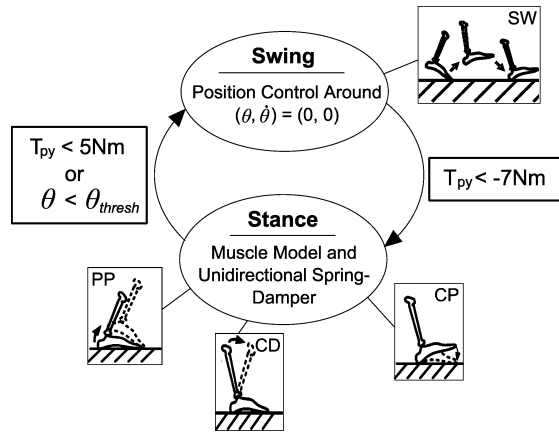 SW
Swing
Position Control Around
(θ, θ̇) = (0, 0)
T_py < 5Nm
or
θ < θ_thresh
T_py < -7Nm
Stance
Muscle Model and
Unidirectional Spring-
Damper
PP
CD
CP